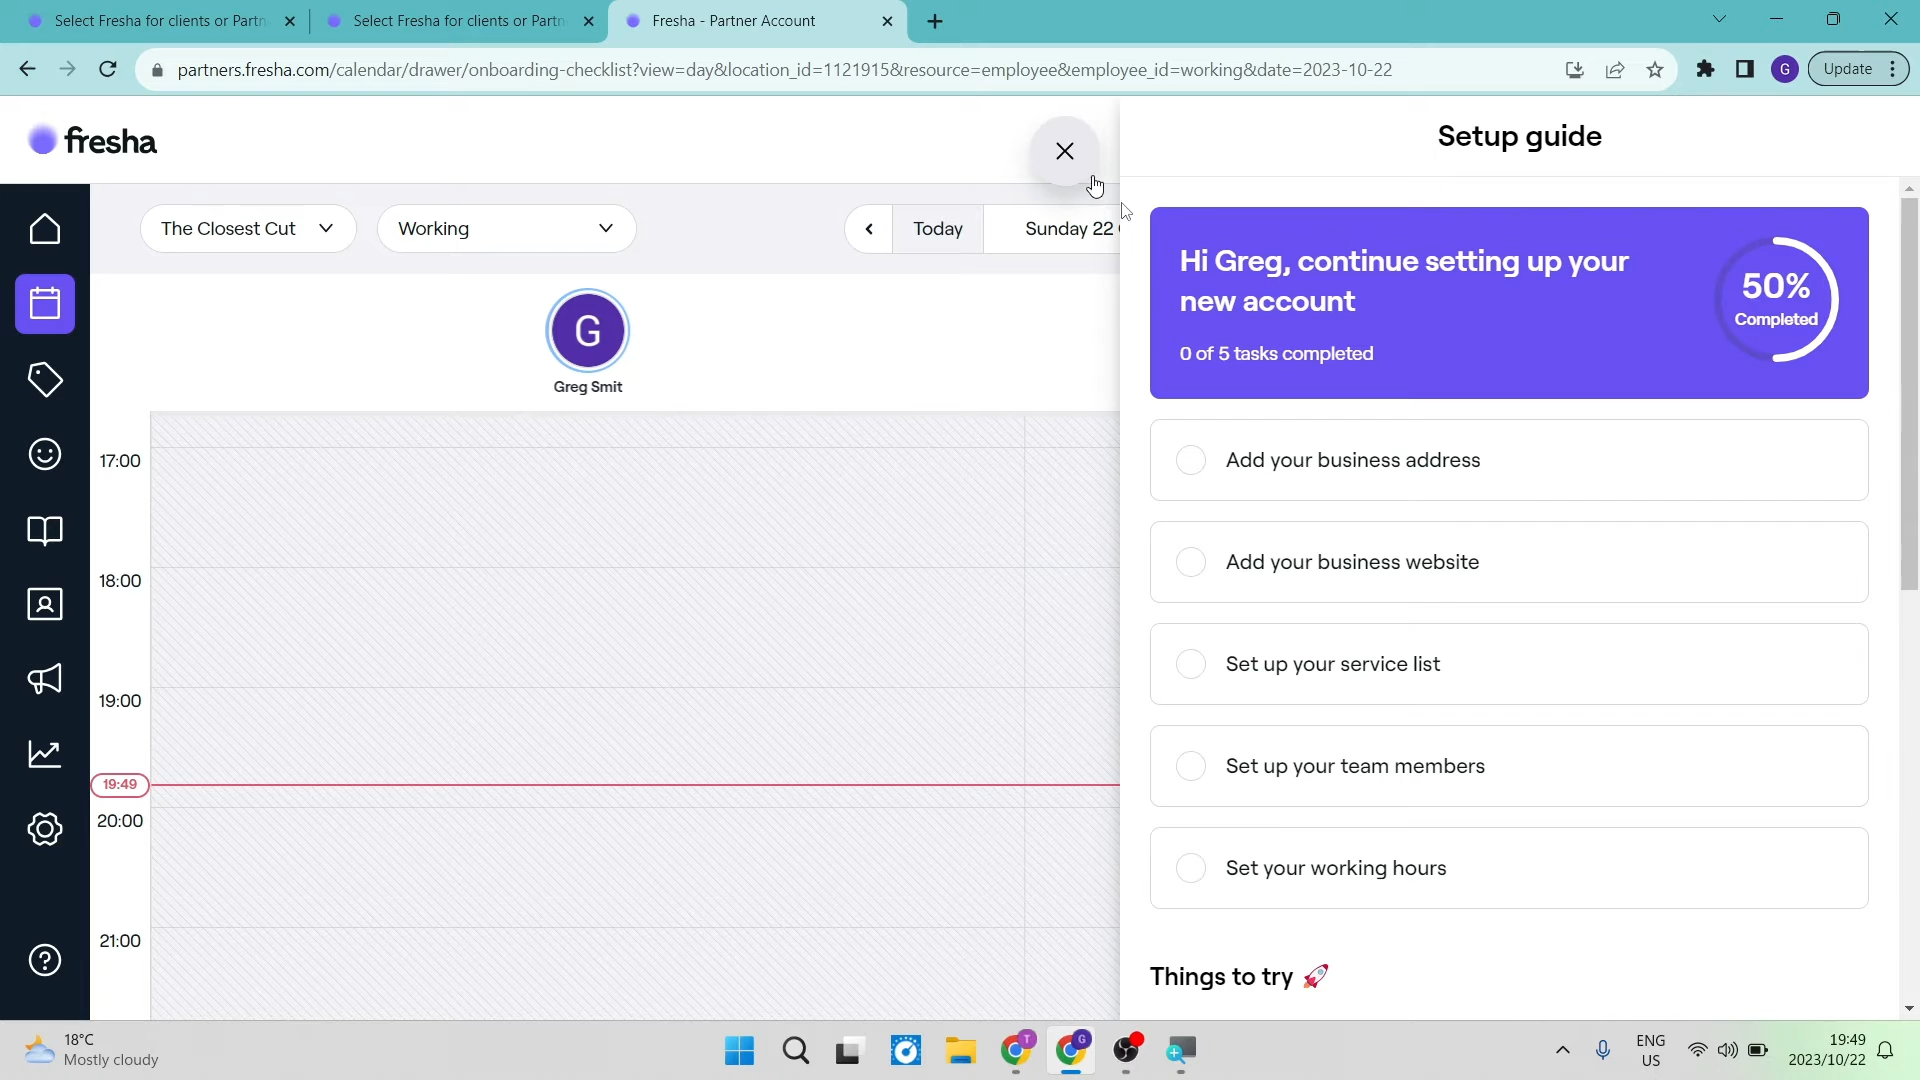 Select Fresha for clients or Partn
Select Fresha for clients or Partn
Fresha - Partner Account
partners.fresha.com/calendar/drawer/onboarding-checklist?view=day&location_id=1121915&resource=employee&employee_id=working&date=2023-10-22
G
Update
fresha
Setup guide
The Closest Cut
Working
Today
Sunday 22
Hi Greg, continue setting up your
new account
0 of 5 tasks completed
50%
Completed
G
Greg Smit
Add your business address
Add your business website
Set up your service list
Set up your team members
Set your working hours
Things to try
17:00
18:00
19:00
19:49
20:00
21:00
18°C
Mostly cloudy
T
G
ENG
US
19:49
2023/10/22